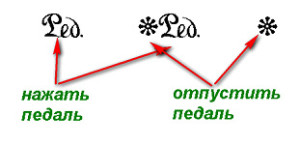 Ped. *Ped. *
нажать отпустить
педаль педаль